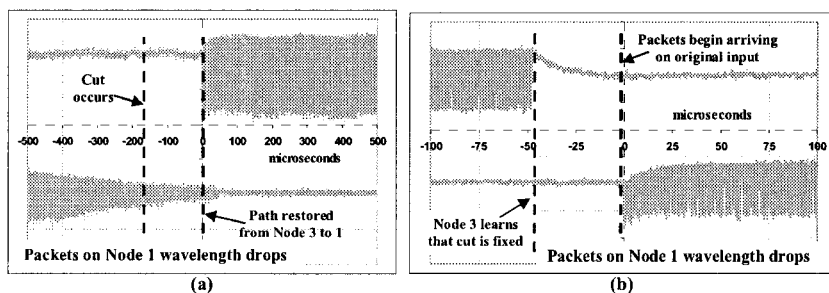 Cut
occurs
-500 -400 -300 -200 -100 0 100 200 300 400 500
microseconds
Path restored
from Node 3 to 1
Packets on Node 1 wavelength drops
(a)
Packets begin arriving
on original input
microseconds
-100 -75 -50 -25 0 25 50 75 100
Node 3 learns
that cut is fixed
Packets on Node 1 wavelength drops
(b)